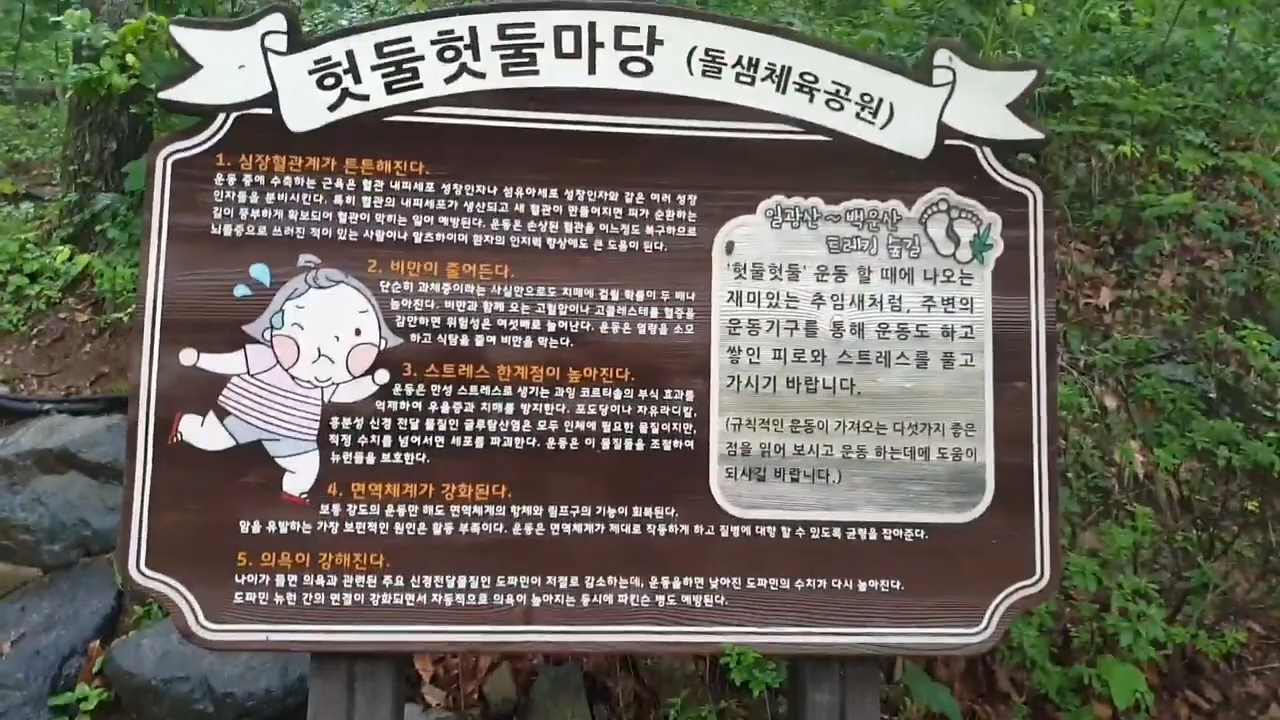 헛둘헛둘마당 (돌샘체육공원)
1. 심장혈관계가 튼튼해진다.
운동 중에 수축하는 근육은 혈관 내피세포 성장인자나 섬유아세포 성장인자와 같은 여러 성장
인자들을 분비시킨다. 특히 혈관의 내피세포가 생산되고 새 혈관이 만들어지면 피가 순환하는
길이 풍부하게 확보되어 혈관이 막히는 일이 예방된다. 운동은 손상된 혈관을 어느정도 복구하므로
뇌졸중으로 쓰러진 적이 있는 사람이나 알츠하이머 환자의 인지력 향상에도 큰 도움이 된다.
2. 비만이 줄어든다.
단순히 과체중이라는 사실만으로도 치매에 걸릴 확률이 두 배나
높아진다. 비만과 함께 오는 고혈압이나 고콜레스테롤 혈증을
감안하면 위험성은 여섯배로 늘어난다. 운동은 열량을 소모
하고 식탐을 줄여 비만을 막는다.
3. 스트레스 한계점이 높아진다.
운동은 만성 스트레스로 생기는 과잉 코르티솔의 부식 효과를
억제하여 우울증과 치매를 방지한다. 포도당이나 자유라디칼,
흥분성 신경 전달 물질인 글루탐산염은 모두 인체에 필요한 물질이지만,
적정 수치를 넘어서면 세포를 파괴한다. 운동은 이 물질들을 조절하여
뉴런들을 보호한다.
4. 면역체계가 강화된다.
보통 강도의 운동만 해도 면역체계의 항체와 림프구의 기능이 회복된다.
암을 유발하는 가장 보편적인 원인은 활동 부족이다. 운동은 면역체계가 제대로 작동하게 하고 질병에 대항 할 수 있도록 균형을 잡아준다.
5. 의욕이 강해진다.
나이가 들면 의욕과 관련된 주요 신경전달물질인 도파민이 저절로 감소하는데, 운동을하면 낮아진 도파민의 수치가 다시 높아진다.
도파민 뉴런 간의 연결이 강화되면서 자동적으로 의욕이 높아지는 동시에 파킨슨 병도 예방된다.
일광산 ~ 백운산
트레킹 숲길
'헛둘헛둘' 운동 할 때에 나오는
재미있는 추임새처럼, 주변의
운동기구를 통해 운동도 하고
쌓인 피로와 스트레스를 풀고
가시기 바랍니다.
(규칙적인 운동이 가져오는 다섯가지 좋은
점을 읽어 보시고 운동 하는데에 도움이
되사길 바랍니다.)